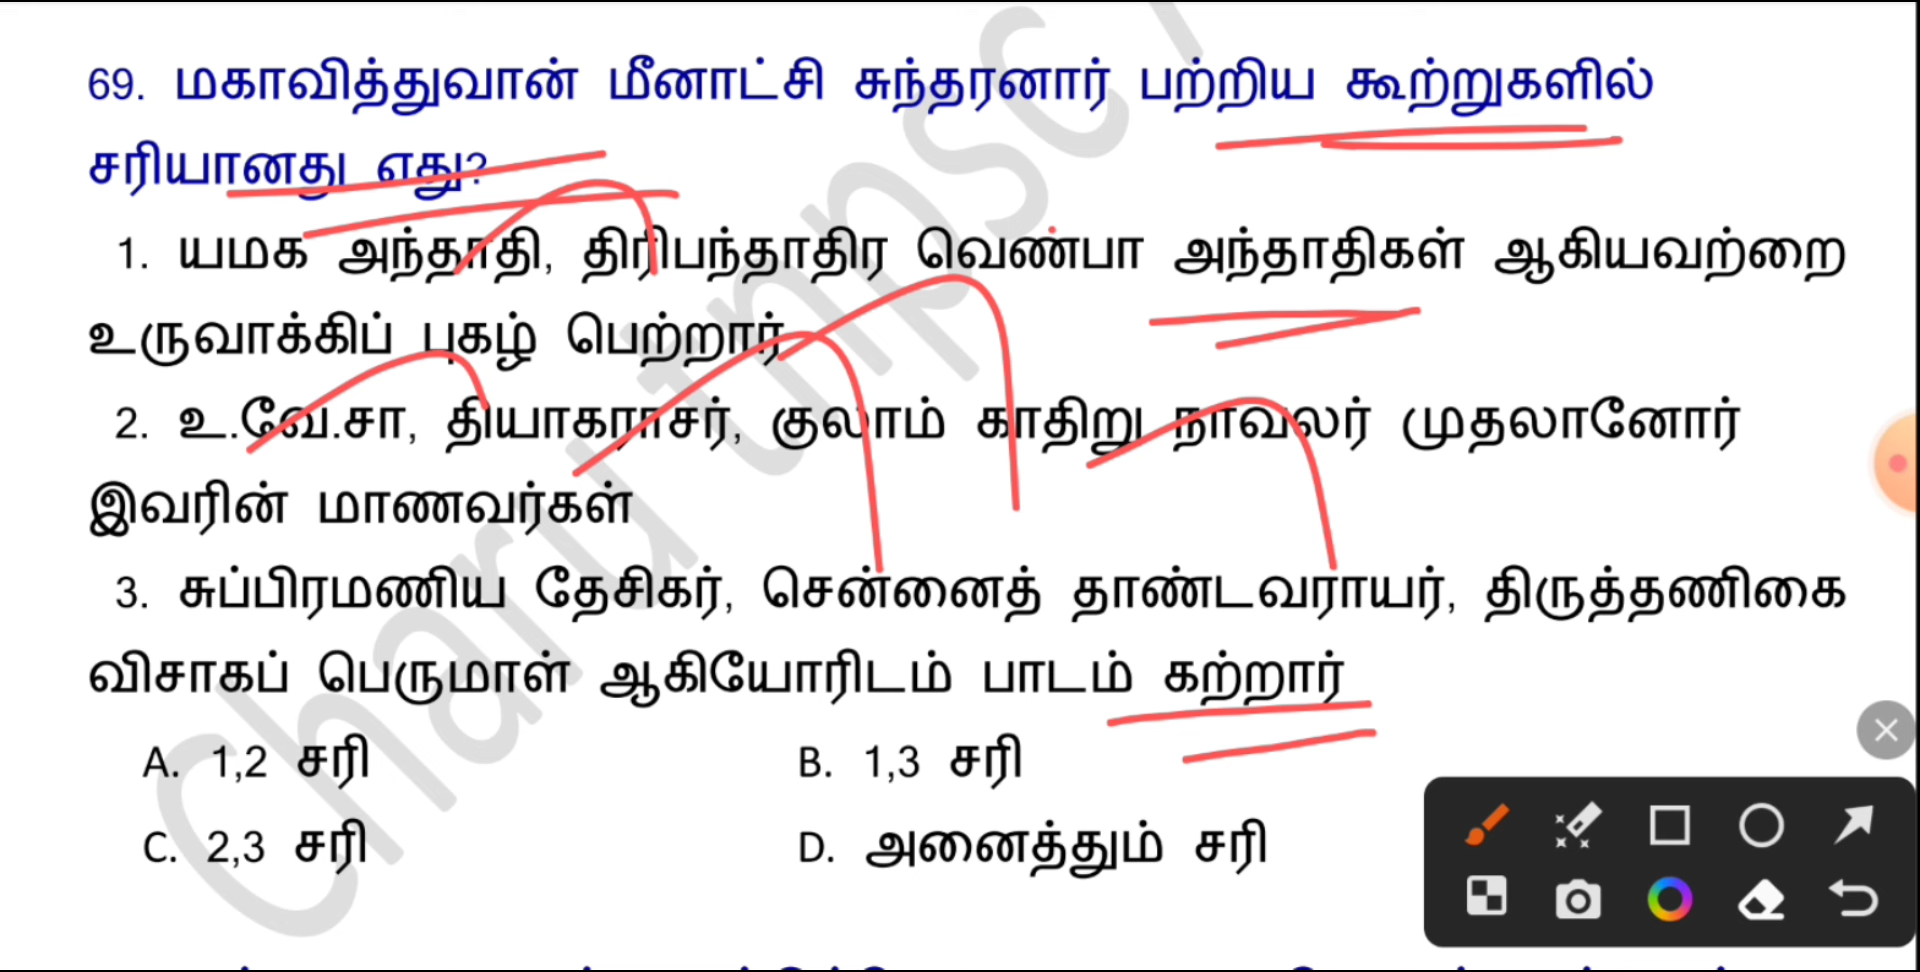 69. மகாவித்துவான் மீனாட்சி சுந்தரனார் பற்றிய கூற்றுகளில்
சரியானது எது?
1. யமக அந்தாதி, திரிபந்தாதிர வெண்பா அந்தாதிகள் ஆகியவற்றை
உருவாக்கிப் புகழ் பெற்றார்
2. உ.வே.சா, தியாகராசர், குலாம் காதிறு நாவலர் முதலானோர்
இவரின் மாணவர்கள்
3. சுப்பிரமணிய தேசிகர், சென்னைத் தாண்டவராயர், திருத்தணிகை
விசாகப் பெருமாள் ஆகியோரிடம் பாடம் கற்றார்
A. 1,2 சரி
B. 1,3 சரி
C. 2,3 சரி
D. அனைத்தும் சரி
Charu tnpsc